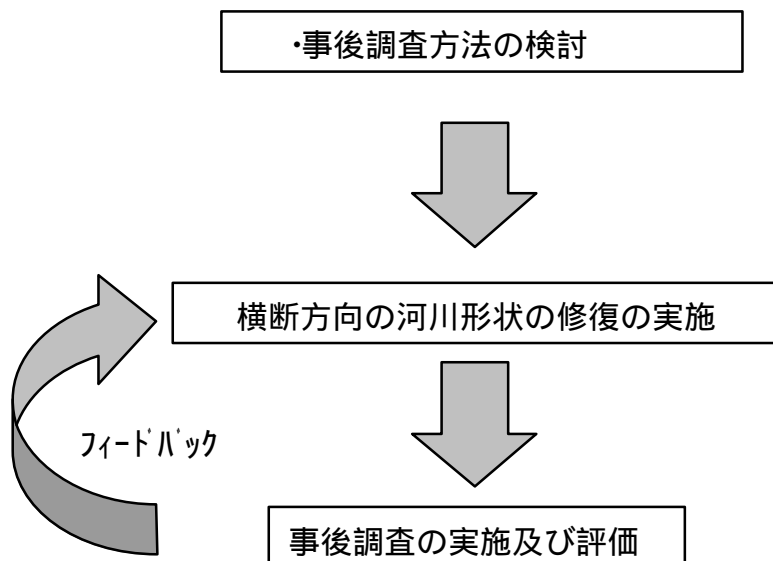 ・事後調査方法の検討
横断方向の河川形状の修復の実施
ﾌｨｰﾄﾞﾊﾞｯｸ
事後調査の実施及び評価